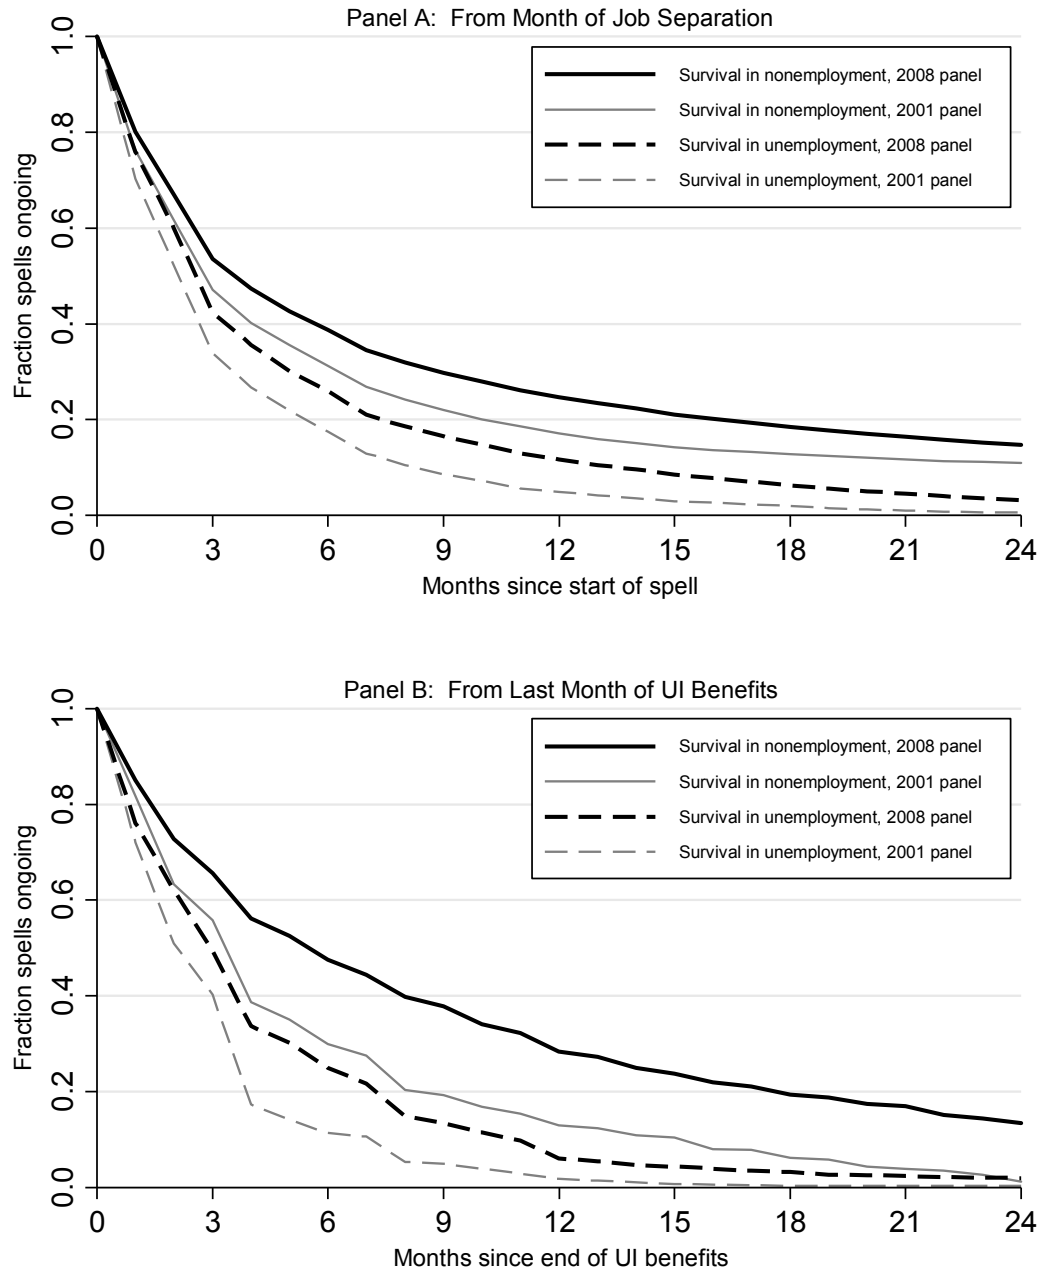 Panel A: From Month of Job Separation
Fraction spells ongoing
1.0
0.8
0.6
0.4
0.2
0.0
Survival in nonemployment, 2008 panel
Survival in nonemployment, 2001 panel
Survival in unemployment, 2008 panel
Survival in unemployment, 2001 panel
0 3 6 9 12 15 18 21 24
Months since start of spell
Panel B: From Last Month of UI Benefits
Fraction spells ongoing
1.0
0.8
0.6
0.4
0.2
0.0
Survival in nonemployment, 2008 panel
Survival in nonemployment, 2001 panel
Survival in unemployment, 2008 panel
Survival in unemployment, 2001 panel
0 3 6 9 12 15 18 21 24
Months since end of UI benefits